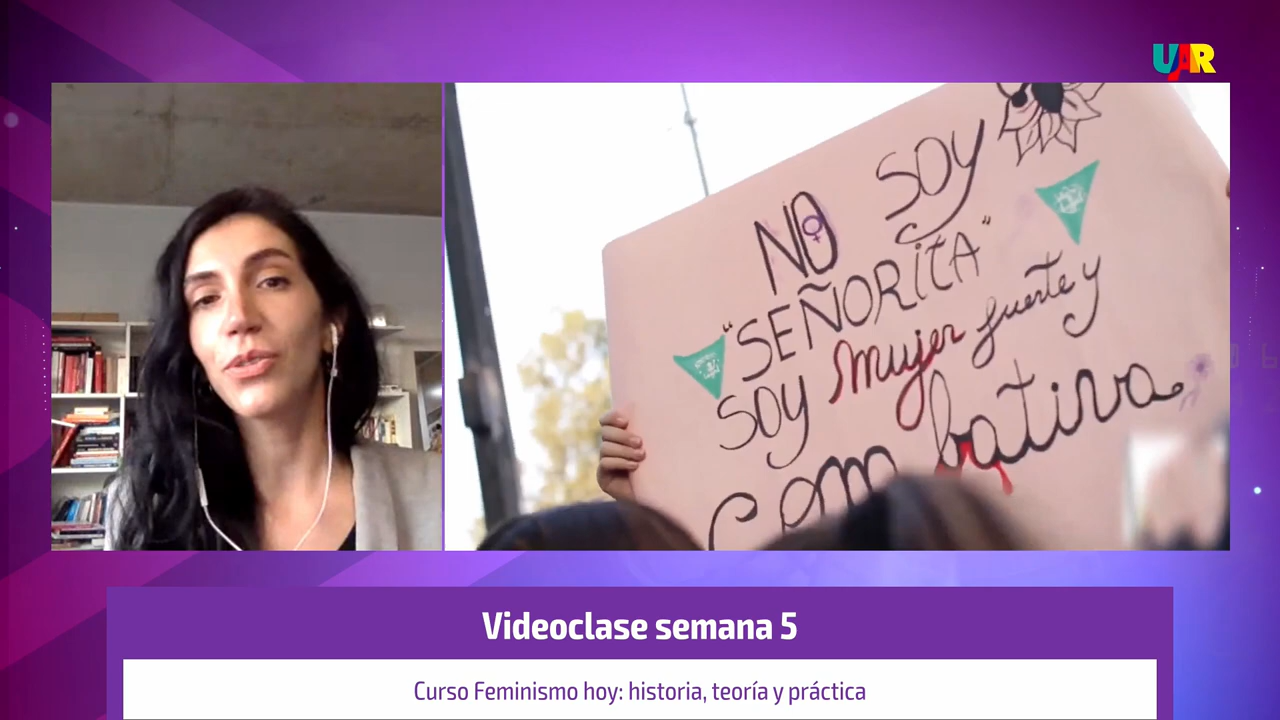 UAR
NO SOY
“SEÑORITA”
SOY Mujer fuerte y
combativa
Videoclase semana 5
Curso Feminismo hoy: historia, teoría y práctica